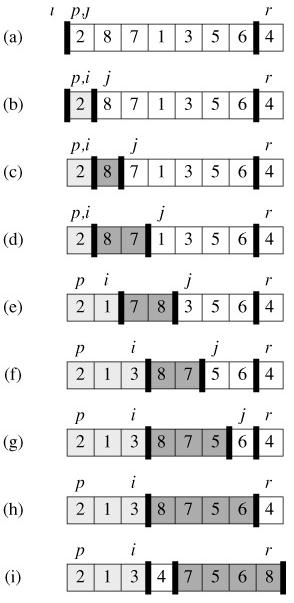 i p,j r
(a) 2 8 7 1 3 5 6 4
p,i j r
(b) 2 8 7 1 3 5 6 4
p,i j r
(c) 2 8 7 1 3 5 6 4
p,i j r
(d) 2 8 7 1 3 5 6 4
p i j r
(e) 2 1 7 8 3 5 6 4
p i j r
(f) 2 1 3 8 7 5 6 4
p i j r
(g) 2 1 3 8 7 5 6 4
p i r
(h) 2 1 3 8 7 5 6 4
p i r
(i) 2 1 3 4 7 5 6 8